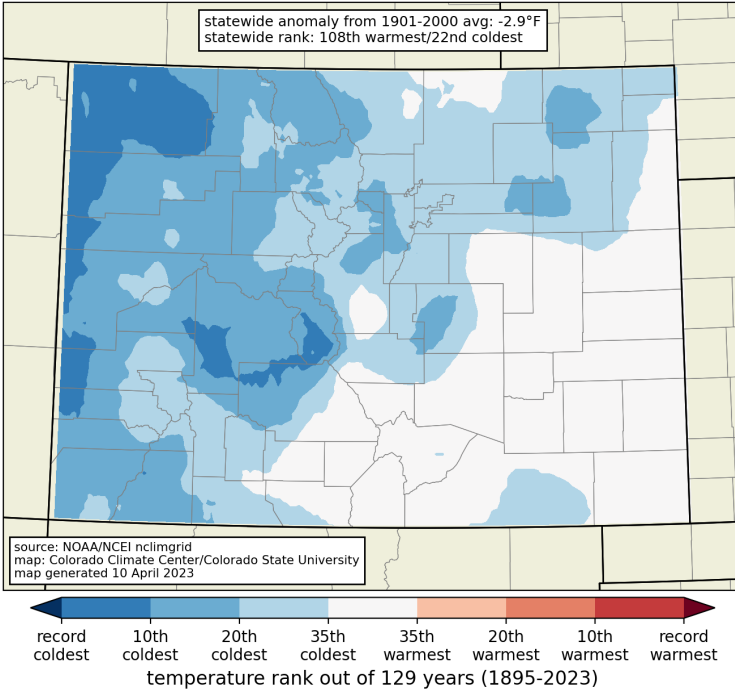 statewide anomaly from 1901-2000 avg: -2.9°F
statewide rank: 108th warmest/22nd coldest
source: NOAA/NCEI nclimgrid
map: Colorado Climate Center/Colorado State University
map generated 10 April 2023
record 10th 20th 35th 35th 20th 10th record
coldest coldest coldest coldest warmest warmest warmest warmest
temperature rank out of 129 years (1895-2023)